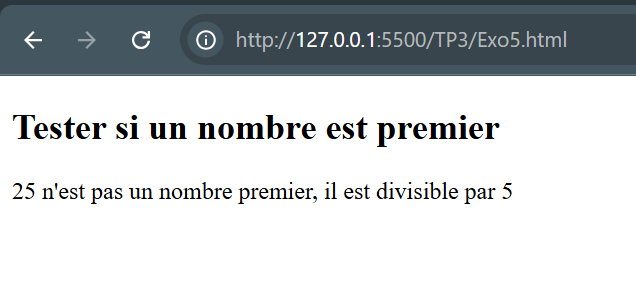 http://127.0.0.1:5500/TP3/Exo5.html
Tester si un nombre est premier
25 n'est pas un nombre premier, il est divisible par 5